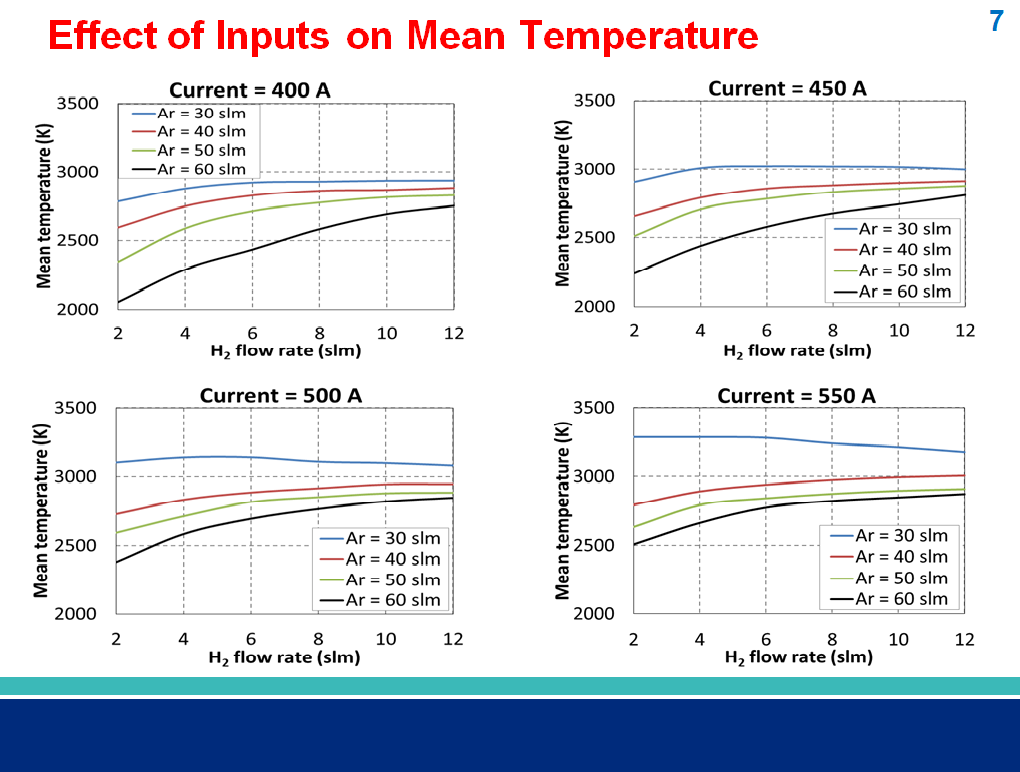 Effect of Inputs on Mean Temperature
7
Current = 400 A
Mean temperature (K)
3500
3000
2500
2000
Ar = 30 slm
Ar = 40 slm
Ar = 50 slm
Ar = 60 slm
2 4 6 8 10 12
H₂ flow rate (slm)
Current = 450 A
Mean temperature (K)
3500
3000
2500
2000
Ar = 30 slm
Ar = 40 slm
Ar = 50 slm
Ar = 60 slm
2 4 6 8 10 12
H₂ flow rate (slm)
Current = 500 A
Mean temperature (K)
3500
3000
2500
2000
Ar = 30 slm
Ar = 40 slm
Ar = 50 slm
Ar = 60 slm
2 4 6 8 10 12
H₂ flow rate (slm)
Current = 550 A
Mean temperature (K)
3500
3000
2500
2000
Ar = 30 slm
Ar = 40 slm
Ar = 50 slm
Ar = 60 slm
2 4 6 8 10 12
H₂ flow rate (slm)